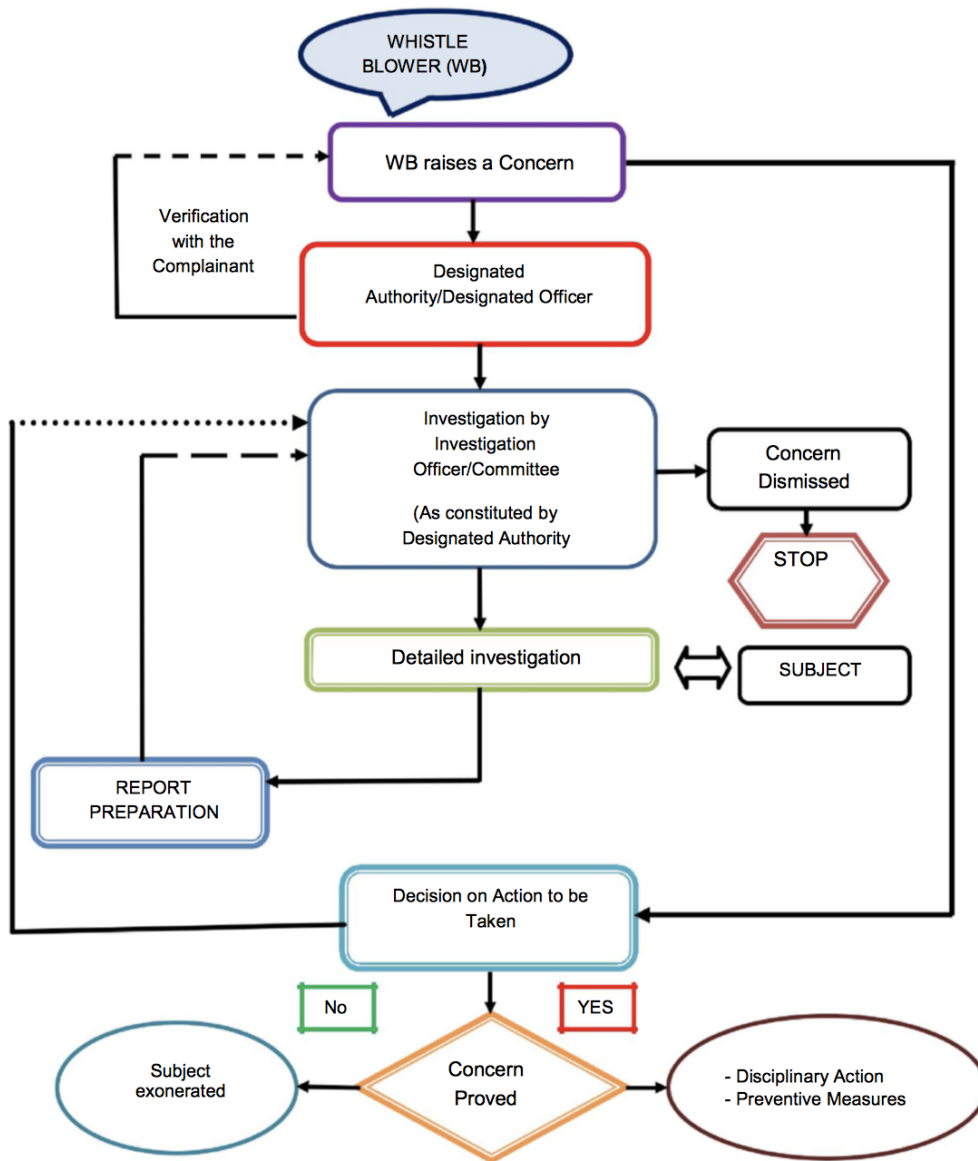 WHISTLE
BLOWER (WB)
WB raises a Concern
Verification
with the
Complainant
Designated
Authority/Designated Officer
Investigation by
Investigation
Officer/Committee
(As constituted by
Designated Authority
Concern
Dismissed
STOP
Detailed investigation
SUBJECT
REPORT
PREPARATION
Decision on Action to be
Taken
No
YES
Concern
Proved
Subject
exonerated
- Disciplinary Action
- Preventive Measures